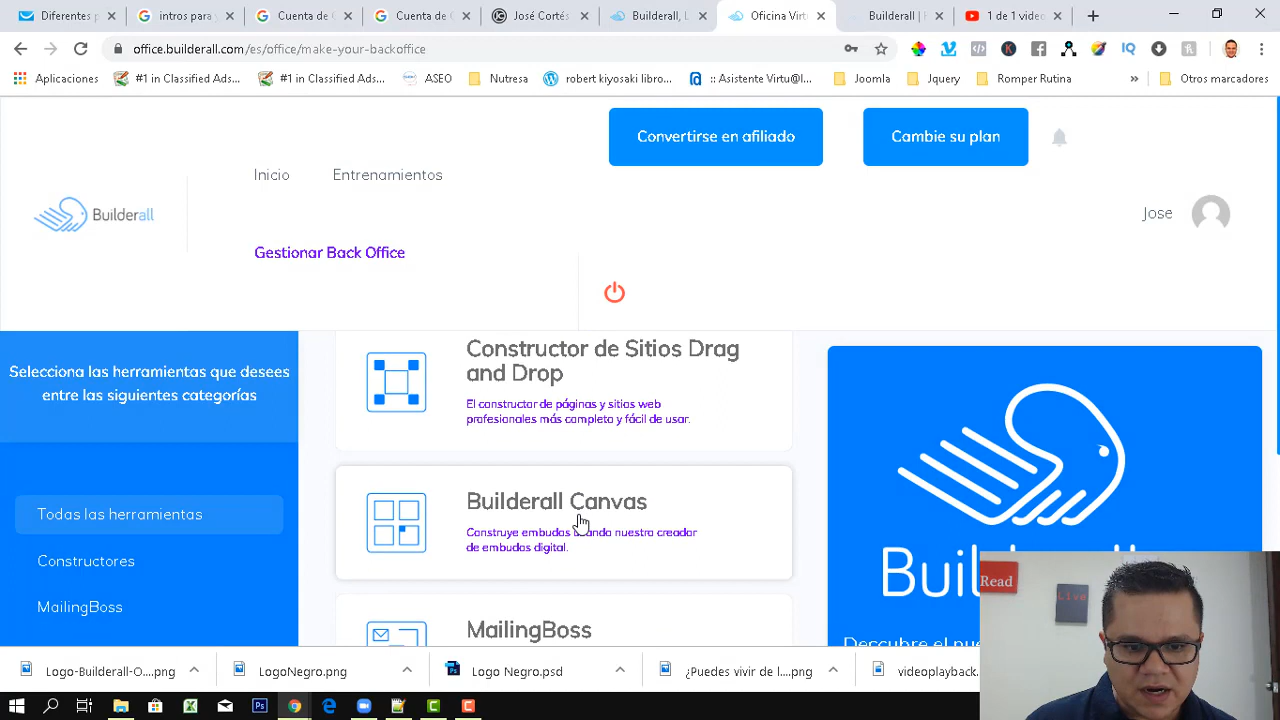 Diferentes
intros para
Cuenta de
Cuenta de
José Cortés
Builderall, L
Oficina Virtu
Builderall | F
1 de 1 video
office.builderall.com/es/office/make-your-backoffice
Aplicaciones
#1 in Classified Ads...
#1 in Classified Ads...
ASEO
Nutresa
robert kiyosaki libro...
:: Asistente Virtu@l...
Joomla
Jquery
Romper Rutina
»
Otros marcadores
Convertirse en afiliado
Cambie su plan
Inicio
Entrenamientos
Builderall
Jose
Gestionar Back Office
Selecciona las herramientas que desees
entre las siguientes categorías
Todas las herramientas
Constructores
MailingBoss
Constructor de Sitios Drag
and Drop
El constructor de páginas y sitios web
profesionales más completo y fácil de usar.
Builderall Canvas
Construye embudos usando nuestro creador
de embudos digital.
MailingBoss
Read
Live
Logo-Builderall-O....png
LogoNegro.png
Logo Negro.psd
¿Puedes vivir de l....png
videoplayback